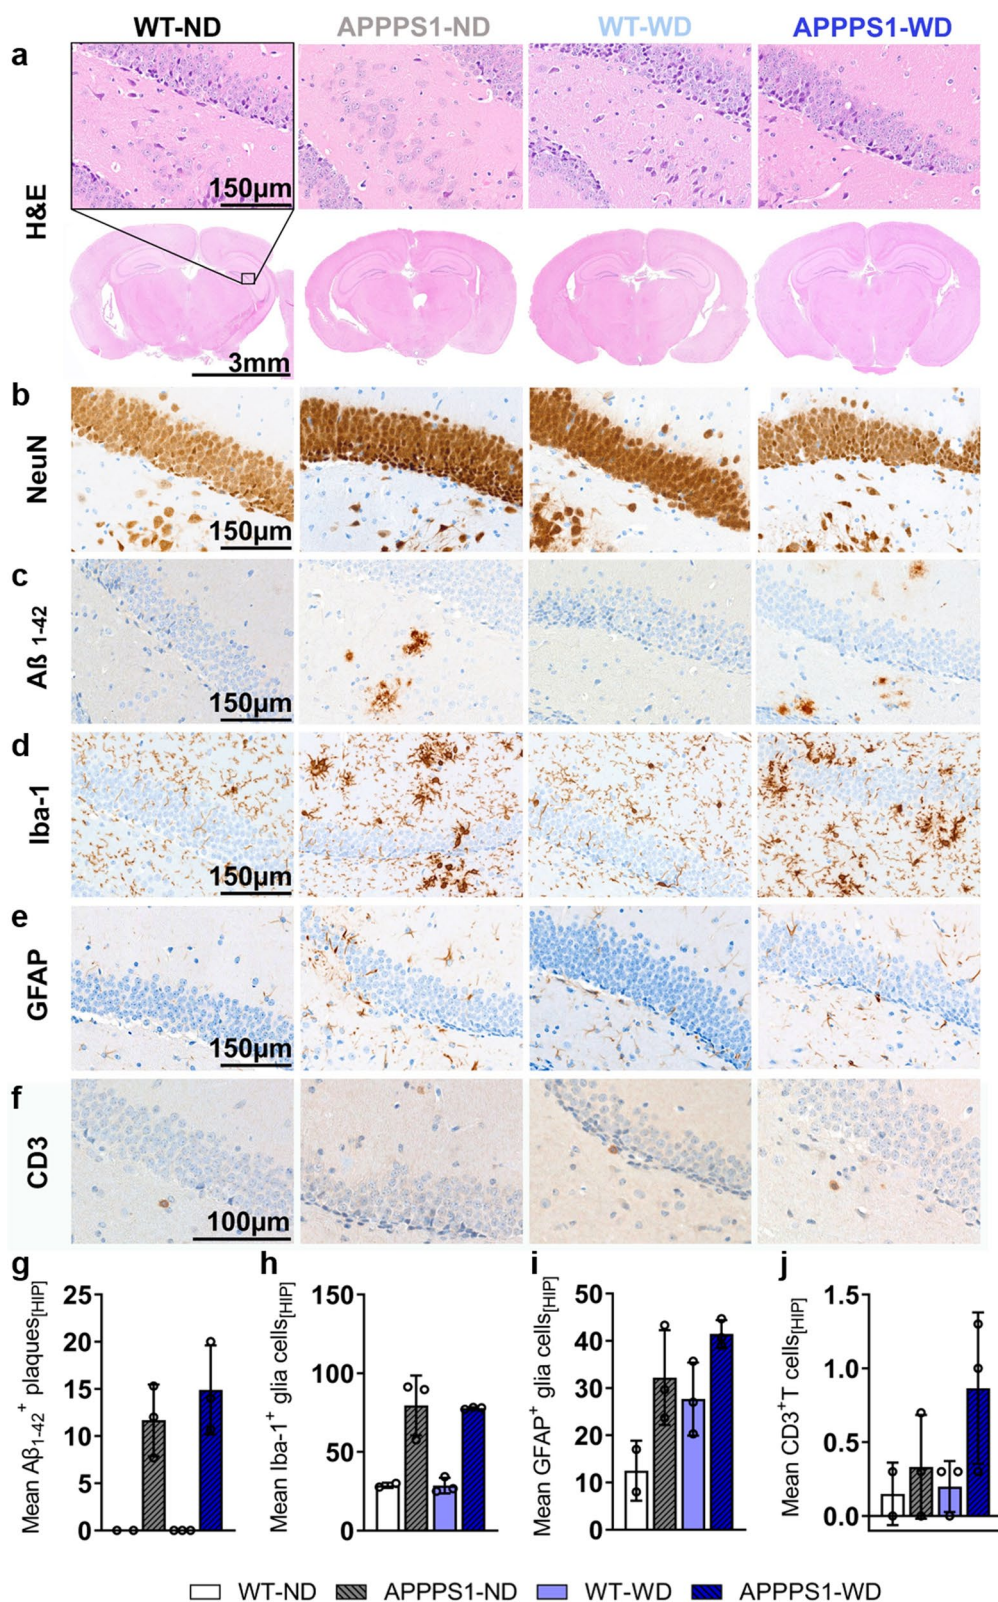 WT-ND APPPS1-ND WT-WD APPPS1-WD
a
H&E
150µm
3mm
b
NeuN
150µm
c
Aß 1-42
150µm
d
Iba-1
150µm
e
GFAP
150µm
f
CD3
100µm
g
Mean Aβ1-42+ plaques[HIP]
25
20
15
10
5
0
h
Mean Iba-1+ glia cells[HIP]
150
100
50
0
i
Mean GFAP+ glia cells[HIP]
50
40
30
20
10
0
j
Mean CD3+T cells[HIP]
1.5
1.0
0.5
0.0
WT-ND APPPS1-ND WT-WD APPPS1-WD